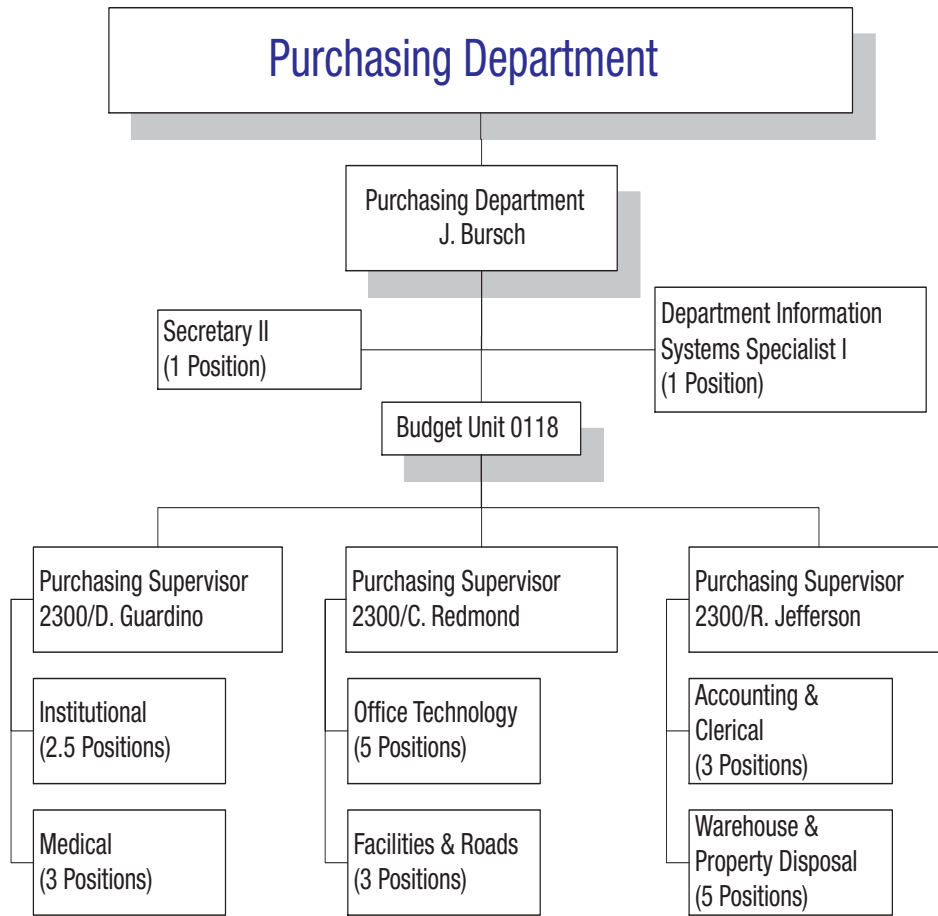 Purchasing Department
Purchasing Department
J. Bursch
Secretary II
(1 Position)
Department Information
Systems Specialist I
(1 Position)
Budget Unit 0118
Purchasing Supervisor
2300/D. Guardino
Institutional
(2.5 Positions)
Medical
(3 Positions)
Purchasing Supervisor
2300/C. Redmond
Office Technology
(5 Positions)
Facilities & Roads
(3 Positions)
Purchasing Supervisor
2300/R. Jefferson
Accounting &
Clerical
(3 Positions)
Warehouse &
Property Disposal
(5 Positions)